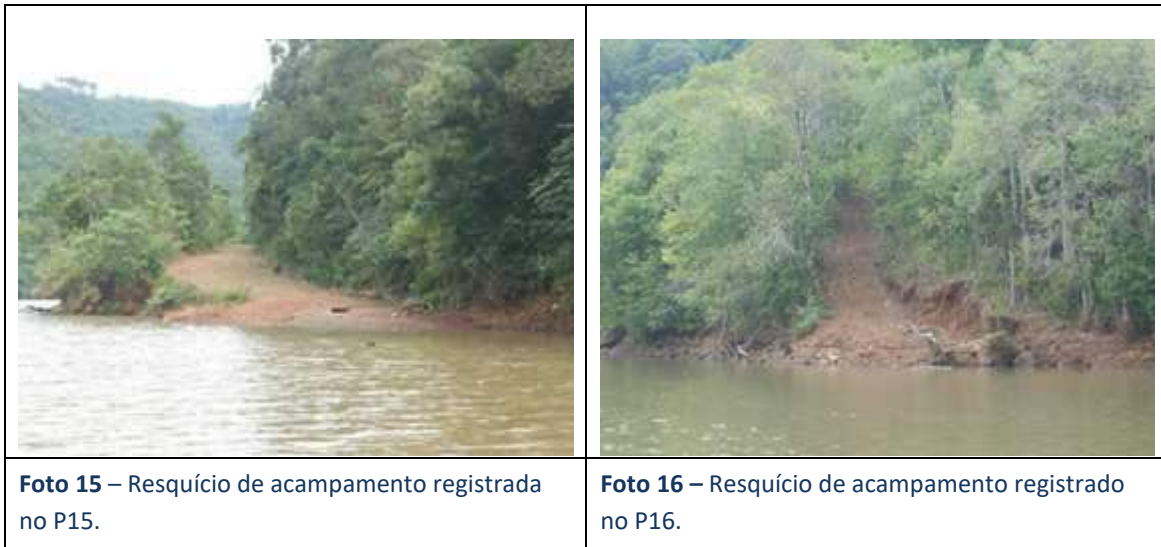 Foto 15 – Resquício de acampamento registrada
no P15.
Foto 16 – Resquício de acampamento registrado
no P16.